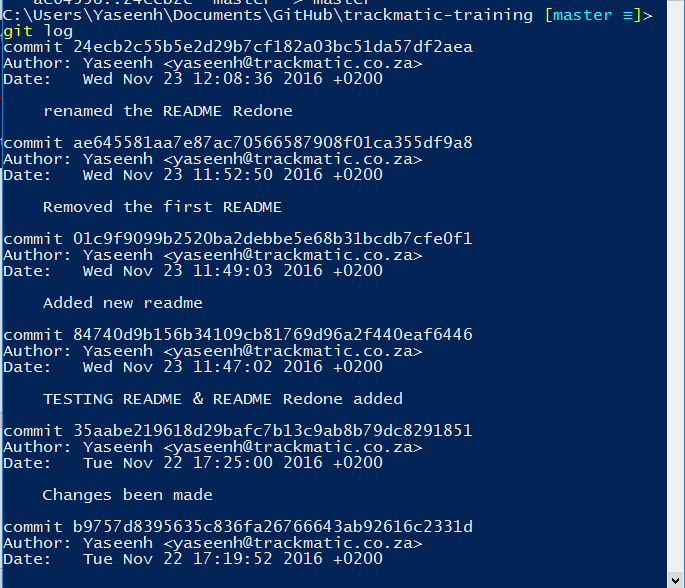 C:\Users\Yaseenh\Documents\GitHub\trackmatic-training [master ≡]>
git log
commit 24ecb2c55b5e2d29b7cf182a03bc51da57df2aea
Author: Yaseenh <yaseenh@trackmatic.co.za>
Date:   Wed Nov 23 12:08:36 2016 +0200
renamed the README Redone
commit ae645581aa7e87ac70566587908f01ca355df9a8
Author: Yaseenh <yaseenh@trackmatic.co.za>
Date:   Wed Nov 23 11:52:50 2016 +0200
Removed the first README
commit 01c9f9099b2520ba2debbe5e68b31bcdb7cfe0f1
Author: Yaseenh <yaseenh@trackmatic.co.za>
Date:   Wed Nov 23 11:49:03 2016 +0200
Added new readme
commit 84740d9b156b34109cb81769d96a2f440eaf6446
Author: Yaseenh <yaseenh@trackmatic.co.za>
Date:   Wed Nov 23 11:47:02 2016 +0200
TESTING README & README Redone added
commit 35aabe219618d29bafc7b13c9ab8b79dc8291851
Author: Yaseenh <yaseenh@trackmatic.co.za>
Date:   Tue Nov 22 17:25:00 2016 +0200
Changes been made
commit b9757d8395635c836fa26766643ab92616c2331d
Author: Yaseenh <yaseenh@trackmatic.co.za>
Date:   Tue Nov 22 17:19:52 2016 +0200